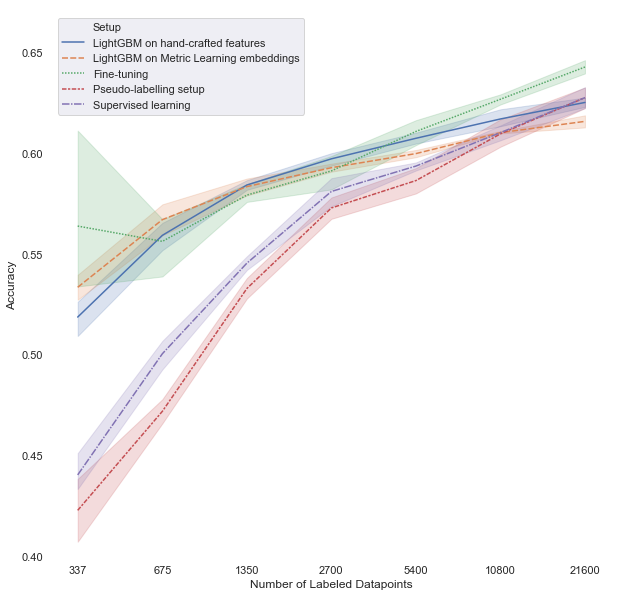 Setup
LightGBM on hand-crafted features
LightGBM on Metric Learning embeddings
Fine-tuning
Pseudo-labelling setup
Supervised learning
0.65
0.60
0.55
0.50
0.45
0.40
Accuracy
337 675 1350 2700 5400 10800 21600
Number of Labeled Datapoints